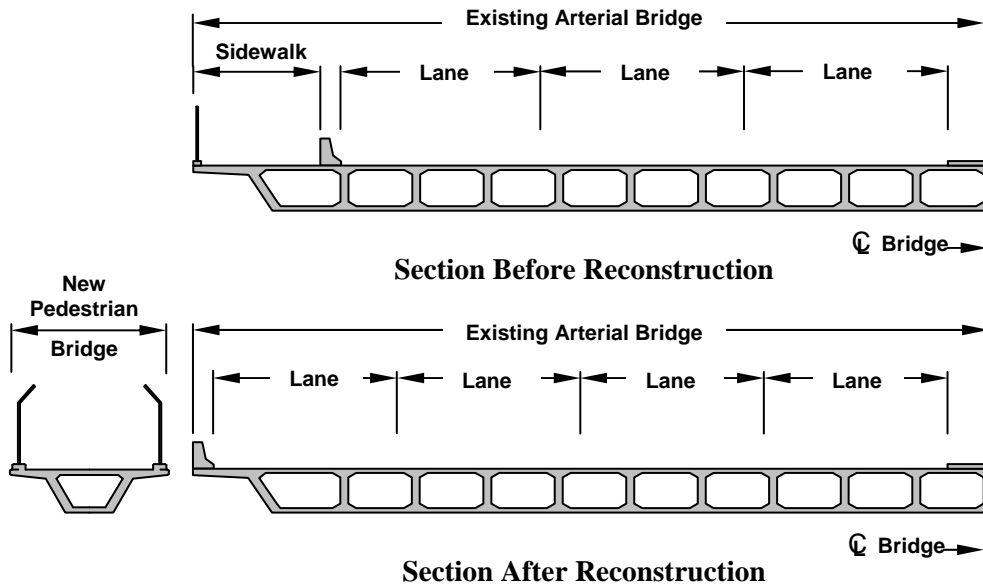 Existing Arterial Bridge
Sidewalk
Lane
Lane
Lane
℄ Bridge
Section Before Reconstruction
New
Pedestrian
Bridge
Existing Arterial Bridge
Lane
Lane
Lane
Lane
℄ Bridge
Section After Reconstruction